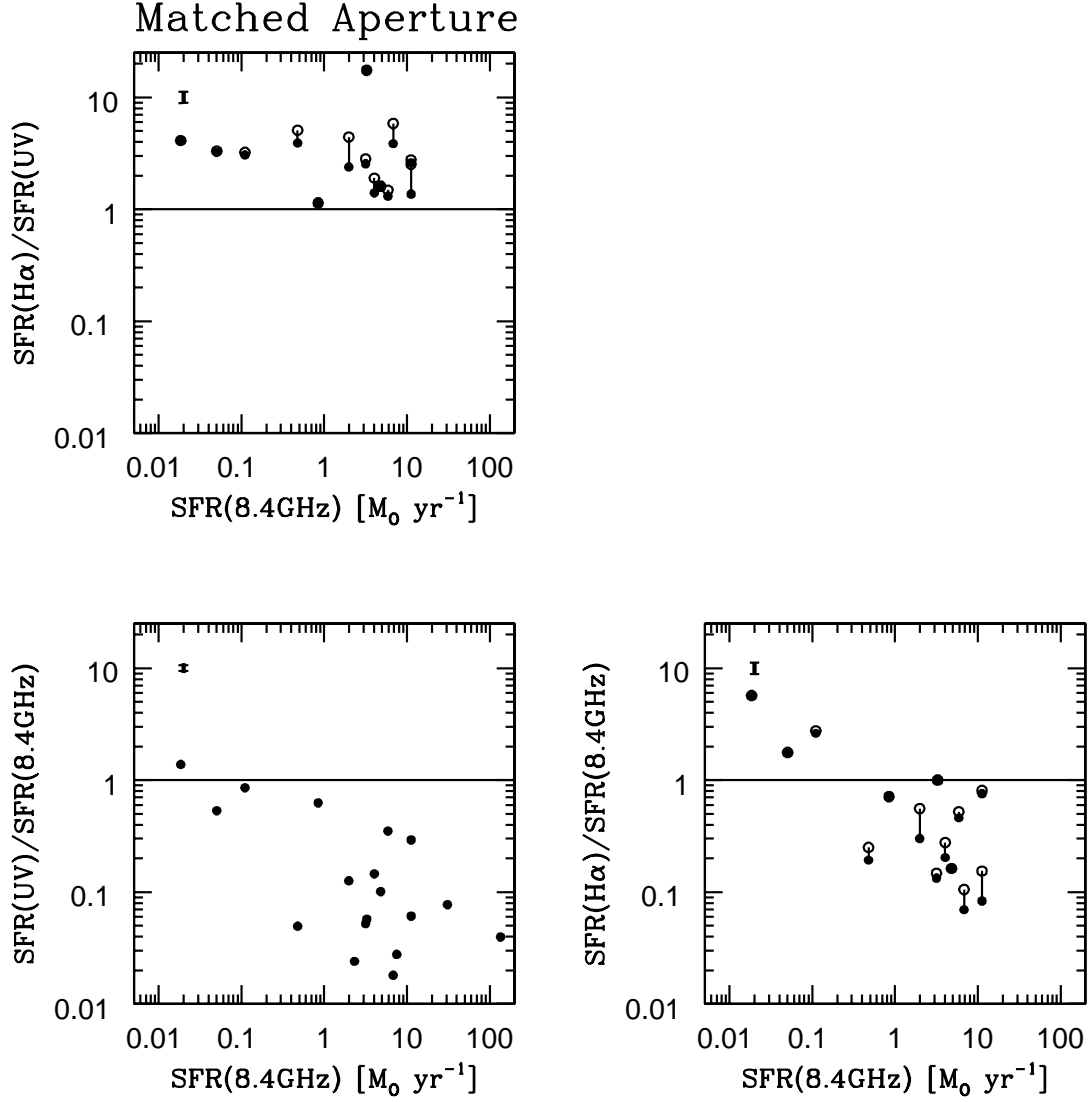 Matched Aperture
10
1
0.1
0.01
SFR(Hα)/SFR(UV)
0.01 0.1 1 10 100
SFR(8.4GHz) [M₀ yr⁻¹]
10
1
0.1
0.01
SFR(UV)/SFR(8.4GHz)
0.01 0.1 1 10 100
SFR(8.4GHz) [M₀ yr⁻¹]
10
1
0.1
0.01
SFR(Hα)/SFR(8.4GHz)
0.01 0.1 1 10 100
SFR(8.4GHz) [M₀ yr⁻¹]